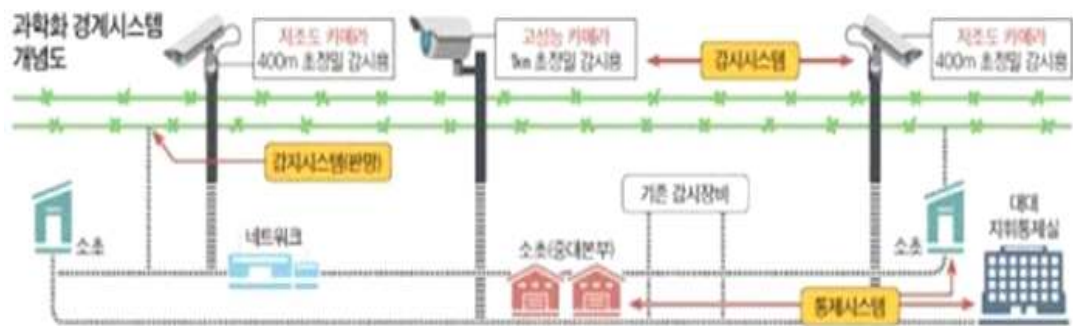 과학화 경계시스템
개념도
저조도 카메라
400m 초정밀 감시용
고성능 카메라
1km 초정밀 감시용
감시시스템
저조도 카메라
400m 초정밀 감시용
감지시스템(판망)
기존 감시장비
소초
네트워크
소초(중대본부)
소초
대대
지휘통제실
통제시스템